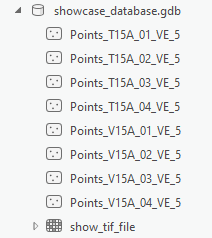 showcase_database.gdb
Points_T15A_01_VE_5
Points_T15A_02_VE_5
Points_T15A_03_VE_5
Points_T15A_04_VE_5
Points_V15A_01_VE_5
Points_V15A_02_VE_5
Points_V15A_03_VE_5
Points_V15A_04_VE_5
show_tif_file